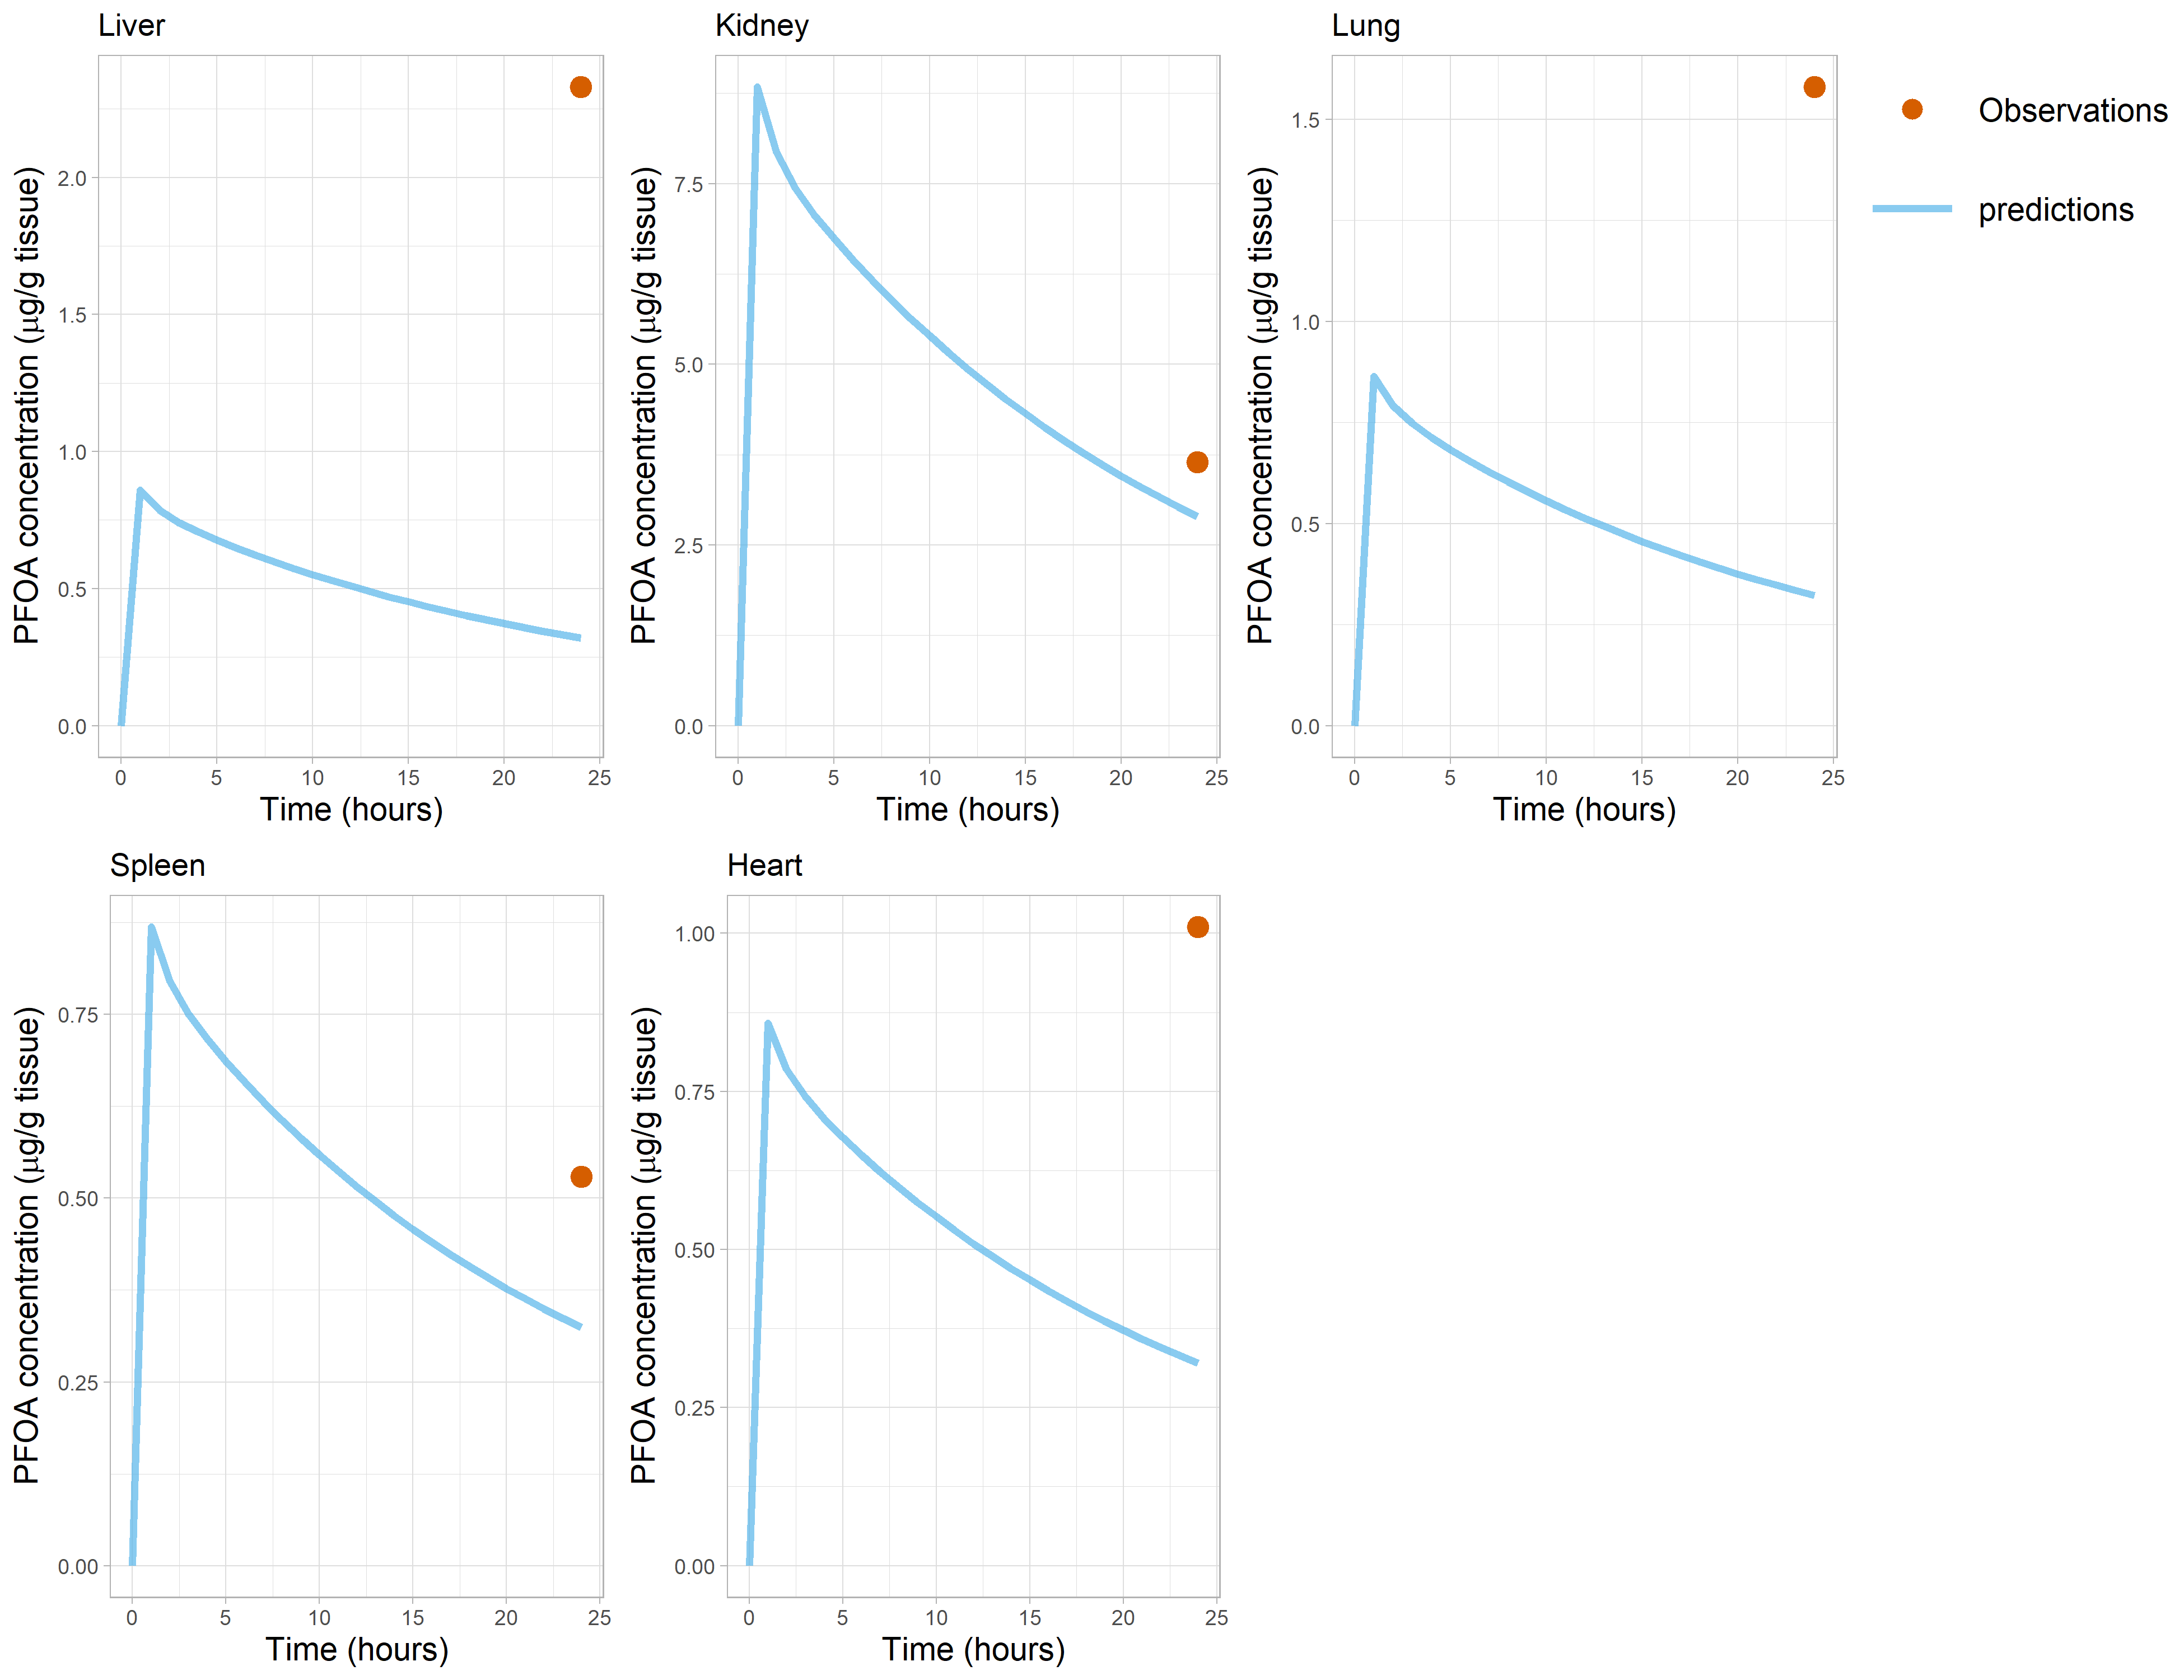 Liver
PFOA concentration (μg/g tissue)
2.0
1.5
1.0
0.5
0.0
0 5 10 15 20 25
Time (hours)
Kidney
PFOA concentration (μg/g tissue)
7.5
5.0
2.5
0.0
0 5 10 15 20 25
Time (hours)
Lung
PFOA concentration (μg/g tissue)
1.5
1.0
0.5
0.0
0 5 10 15 20 25
Time (hours)
Observations
predictions
Spleen
PFOA concentration (μg/g tissue)
0.75
0.50
0.25
0.00
0 5 10 15 20 25
Time (hours)
Heart
PFOA concentration (μg/g tissue)
1.00
0.75
0.50
0.25
0.00
0 5 10 15 20 25
Time (hours)